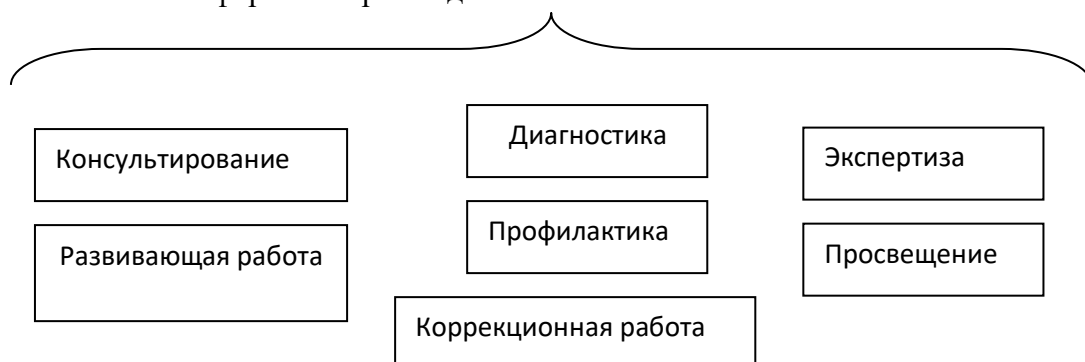 Диагностика
Консультирование
Экспертиза
Профилактика
Развивающая работа
Просвещение
Коррекционная работа